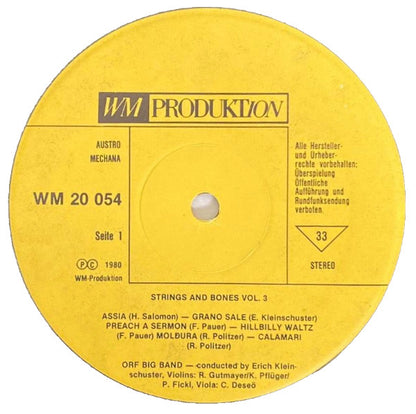 WM PRODUKTION
AUSTRO
MECHANA
WM 20 054
Seite 1
Ⓟ Ⓒ 1980
WM-Produktion
Alle Hersteller-
und Urheber-
rechte vorbehalten:
Überspielung
Öffentliche
Aufführung und
Rundfunksendung
verboten.
33
STEREO
STRINGS AND BONES VOL. 3
ASSIA (H. Salomon) — GRANO SALE (E. Kleinschuster)
PREACH A SERMON (F. Pauer) — HILLBILLY WALTZ
(F. Pauer) MOLDURA (R. Politzer) — CALAMARI
(R. Politzer)
ORF BIG BAND — conducted by Erich Klein-
schuster, Violins: R. Gutmayer/K. Pflüger/
P. Fickl, Viola: C. Deseö